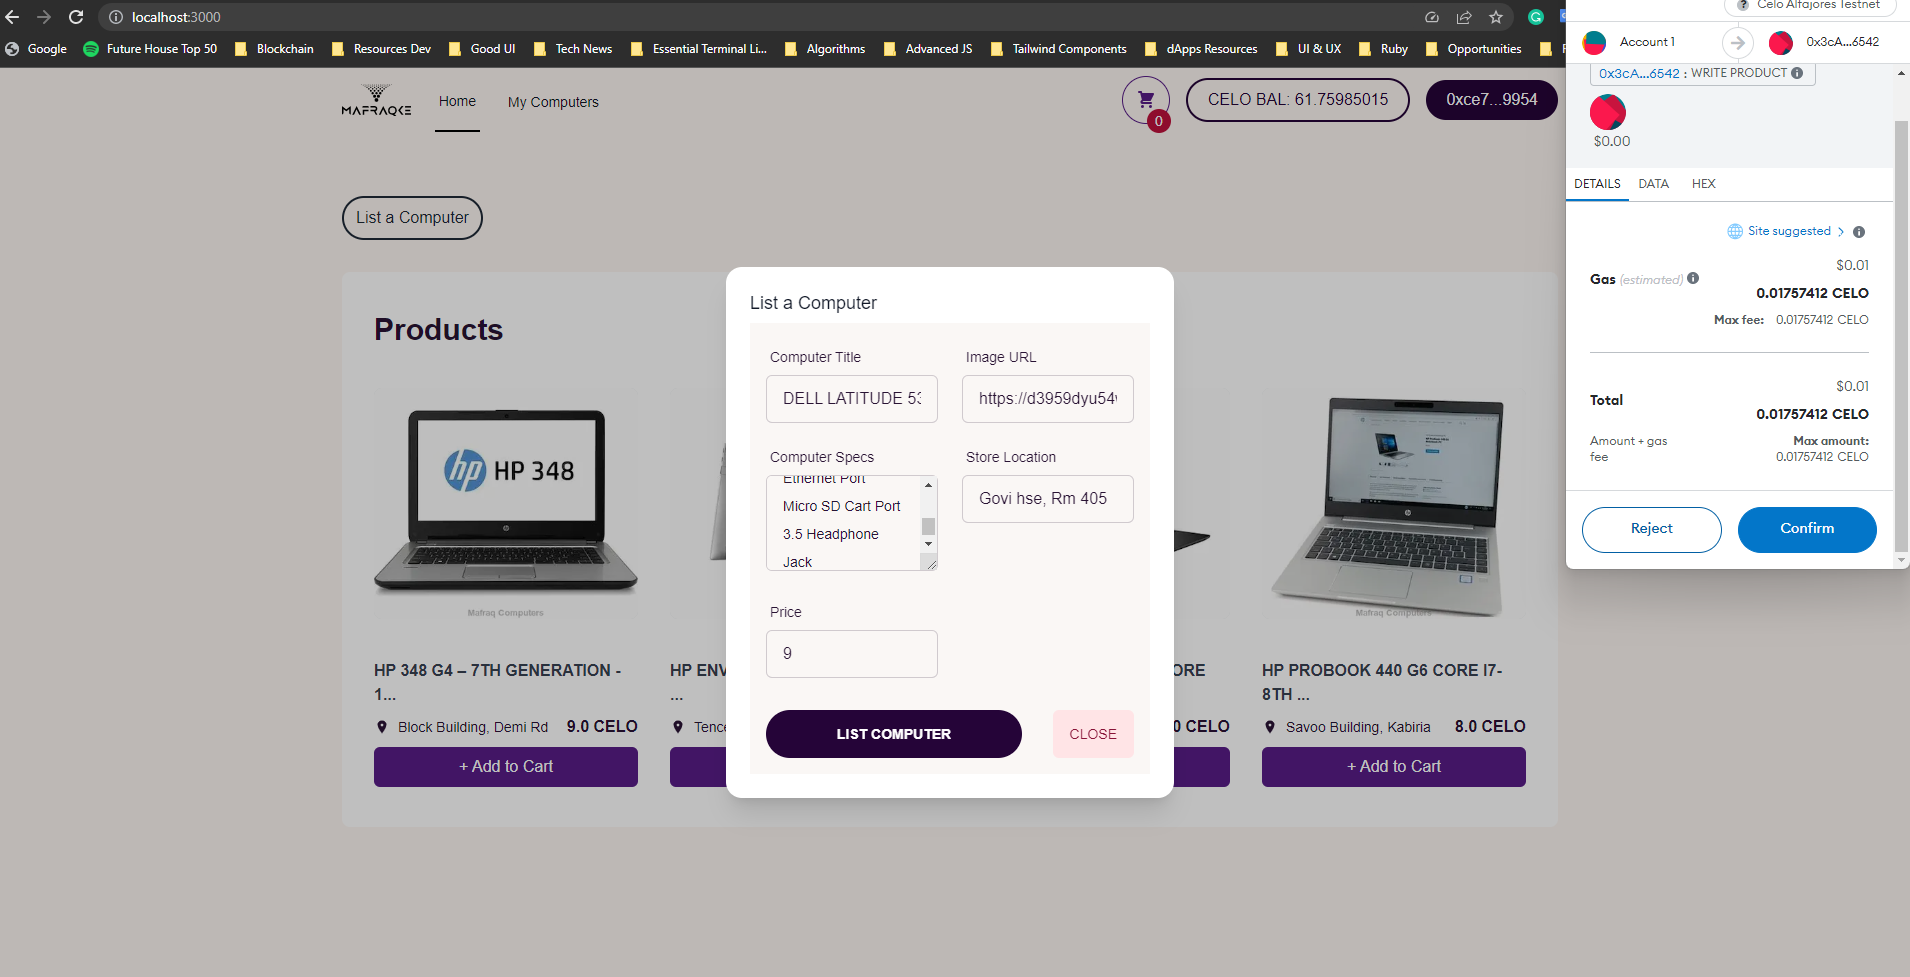 localhost:3000
Google
Future House Top 50
Blockchain
Resources Dev
Good UI
Tech News
Essential Terminal Li...
Algorithms
Advanced JS
Tailwind Components
dApps Resources
UI & UX
Ruby
Opportunities
MAFRAQKE
Home
My Computers
0
CELO BAL: 61.75985015
0xce7...9954
List a Computer
Products
hp HP 348
Mafraq Computers
HP 348 G4 – 7TH GENERATION -
1...
Block Building, Demi Rd
9.0 CELO
+ Add to Cart
HP ENV
...
ORE
0 CELO
Mafraq Computers
HP PROBOOK 440 G6 CORE I7-
8TH ...
Savoo Building, Kabiria
8.0 CELO
+ Add to Cart
List a Computer
Computer Title
DELL LATITUDE 53
Image URL
https://d3959dyu54
Computer Specs
Ethernet Port
Micro SD Cart Port
3.5 Headphone
Jack
Store Location
Govi hse, Rm 405
Price
9
LIST COMPUTER
CLOSE
Celo Alfajores Testnet
Account 1
0x3cA...6542
0x3cA...6542 : WRITE PRODUCT
$0.00
DETAILS
DATA
HEX
Site suggested
Gas (estimated)
$0.01
0.01757412 CELO
Max fee: 0.01757412 CELO
Total
$0.01
0.01757412 CELO
Amount + gas
fee
Max amount:
0.01757412 CELO
Reject
Confirm